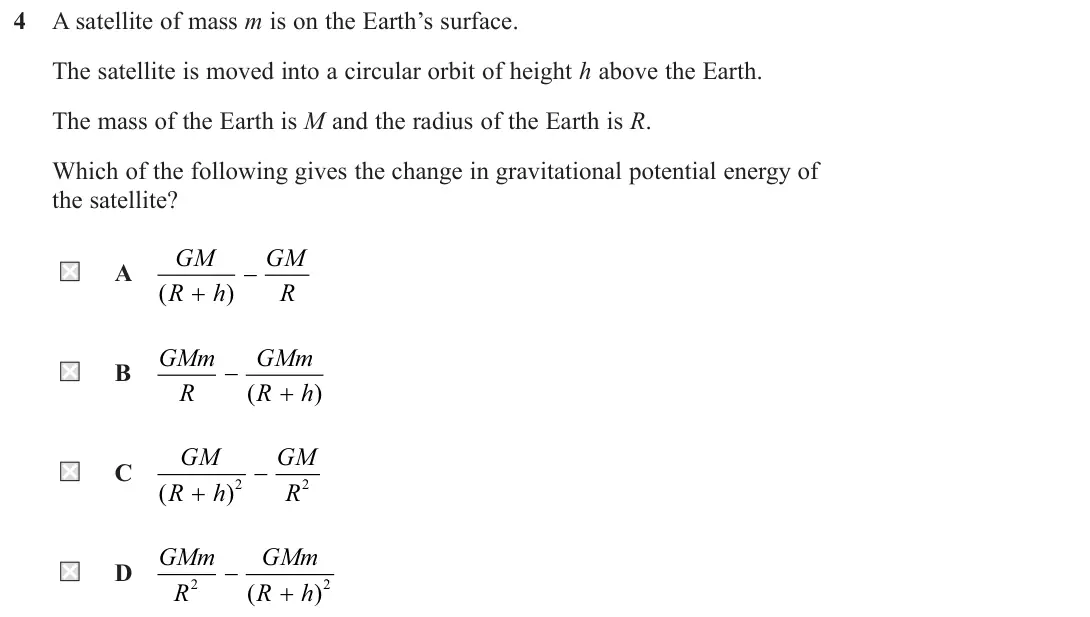 4 A satellite of mass m is on the Earth’s surface.
The satellite is moved into a circular orbit of height h above the Earth.
The mass of the Earth is M and the radius of the Earth is R.
Which of the following gives the change in gravitational potential energy of
the satellite?
A GM/(R + h) − GM/R
B GMm/R − GMm/(R + h)
C GM/(R + h)² − GM/R²
D GMm/R² − GMm/(R + h)²